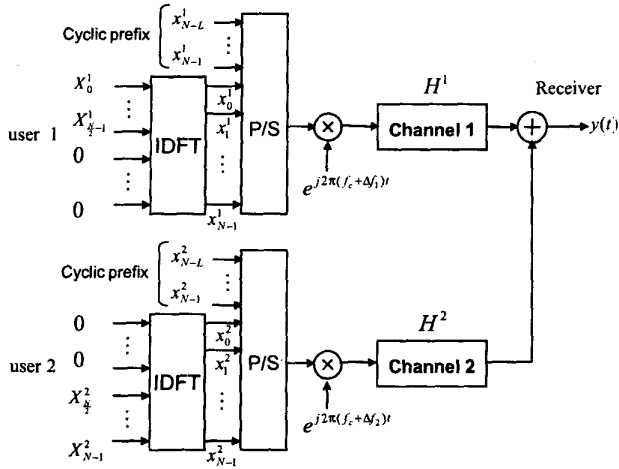 Cyclic prefix
x^1_{N-L}
⋮
x^1_{N-1}
X^1_0
⋮
X^1_{\frac{N}{2}-1}
user 1
0
⋮
0
IDFT
x^1_0
x^1_1
⋮
x^1_{N-1}
P/S
×
e^{j2π(f_c+Δf_1)t}
H^1
Channel 1
Receiver
+
y(t)
Cyclic prefix
x^2_{N-L}
⋮
x^2_{N-1}
0
⋮
0
user 2
X^2_{\frac{N}{2}}
⋮
X^2_{N-1}
IDFT
x^2_0
x^2_1
⋮
x^2_{N-1}
P/S
×
e^{j2π(f_c+Δf_2)t}
H^2
Channel 2